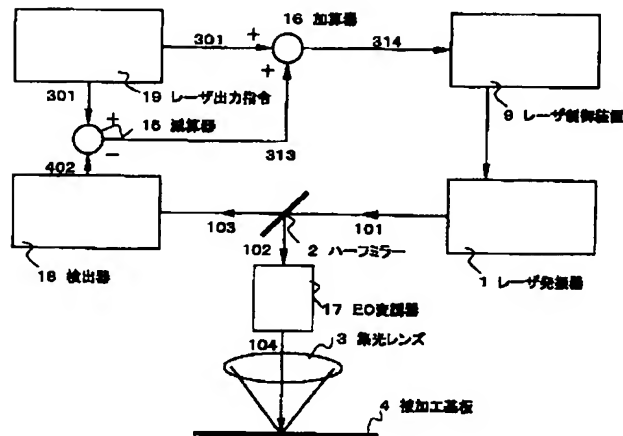 16 加算器
+
301
314
+
301
19 レーザ出力指令
9 レーザ制御装置
+
15 減算器
−
313
402
103
101
102
2 ハーフミラー
18 検出器
1 レーザ発振器
17 EO変調器
104
3 集光レンズ
4 被加工基板